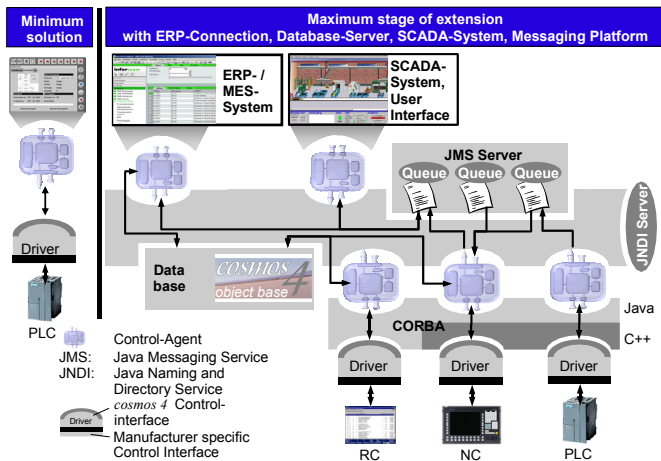 Minimum
solution
Maximum stage of extension
with ERP-Connection, Database-Server, SCADA-System, Messaging Platform
ERP- /
MES-
System
SCADA-
System,
User
Interface
JMS Server
Queue
Queue
Queue
JNDI Server
Driver
Data
base
cosmos 4
object base
PLC
CORBA
Java
C++
Driver
Driver
Driver
RC
NC
PLC
Control-Agent
JMS: Java Messaging Service
JNDI: Java Naming and
Directory Service
cosmos 4 Control-
interface
Driver
Manufacturer specific
Control Interface